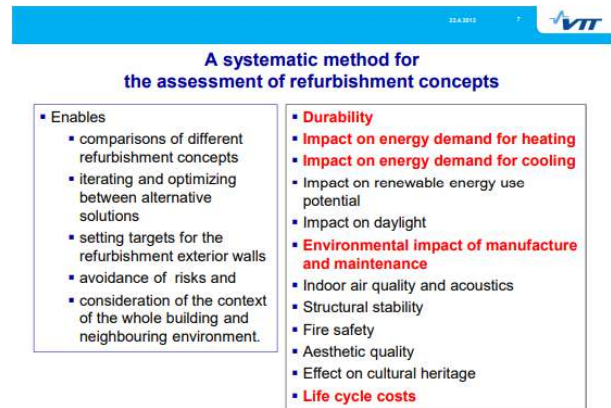 22.4.2013 7 VTT
A systematic method for
the assessment of refurbishment concepts
▪ Enables
▪ comparisons of different
refurbishment concepts
▪ iterating and optimizing
between alternative
solutions
▪ setting targets for the
refurbishment exterior walls
▪ avoidance of risks and
▪ consideration of the context
of the whole building and
neighbouring environment.
▪ Durability
▪ Impact on energy demand for heating
▪ Impact on energy demand for cooling
▪ Impact on renewable energy use
potential
▪ Impact on daylight
▪ Environmental impact of manufacture
and maintenance
▪ Indoor air quality and acoustics
▪ Structural stability
▪ Fire safety
▪ Aesthetic quality
▪ Effect on cultural heritage
▪ Life cycle costs